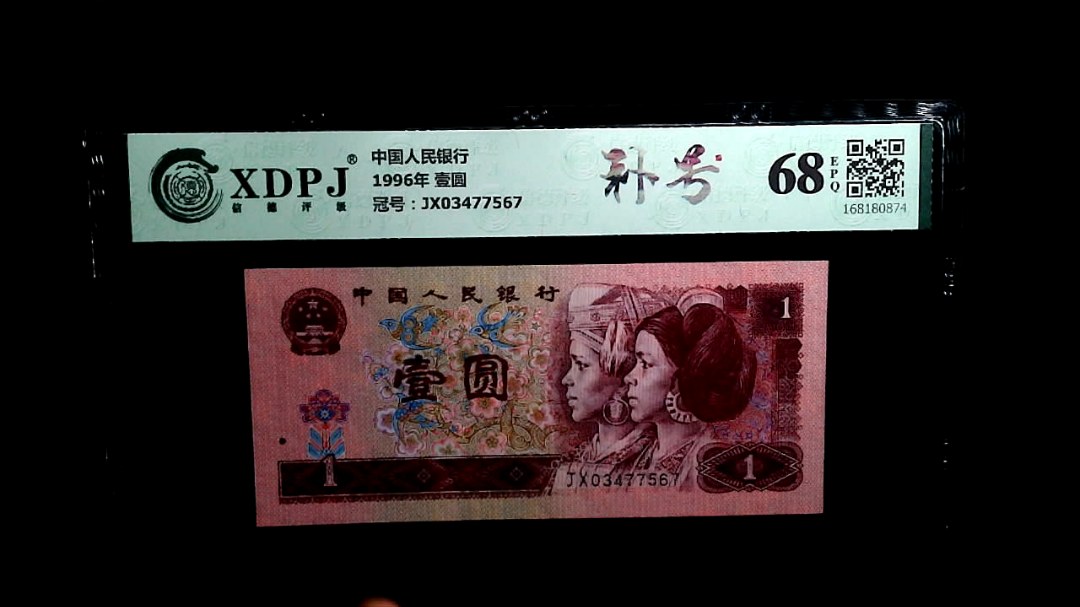 XDPJ®
信德评级
中国人民银行
1996年 壹圆
冠号：JX03477567
补号
68
EPQ
168180874
中国人民银行
1
壹圆
1
JX03477567
1